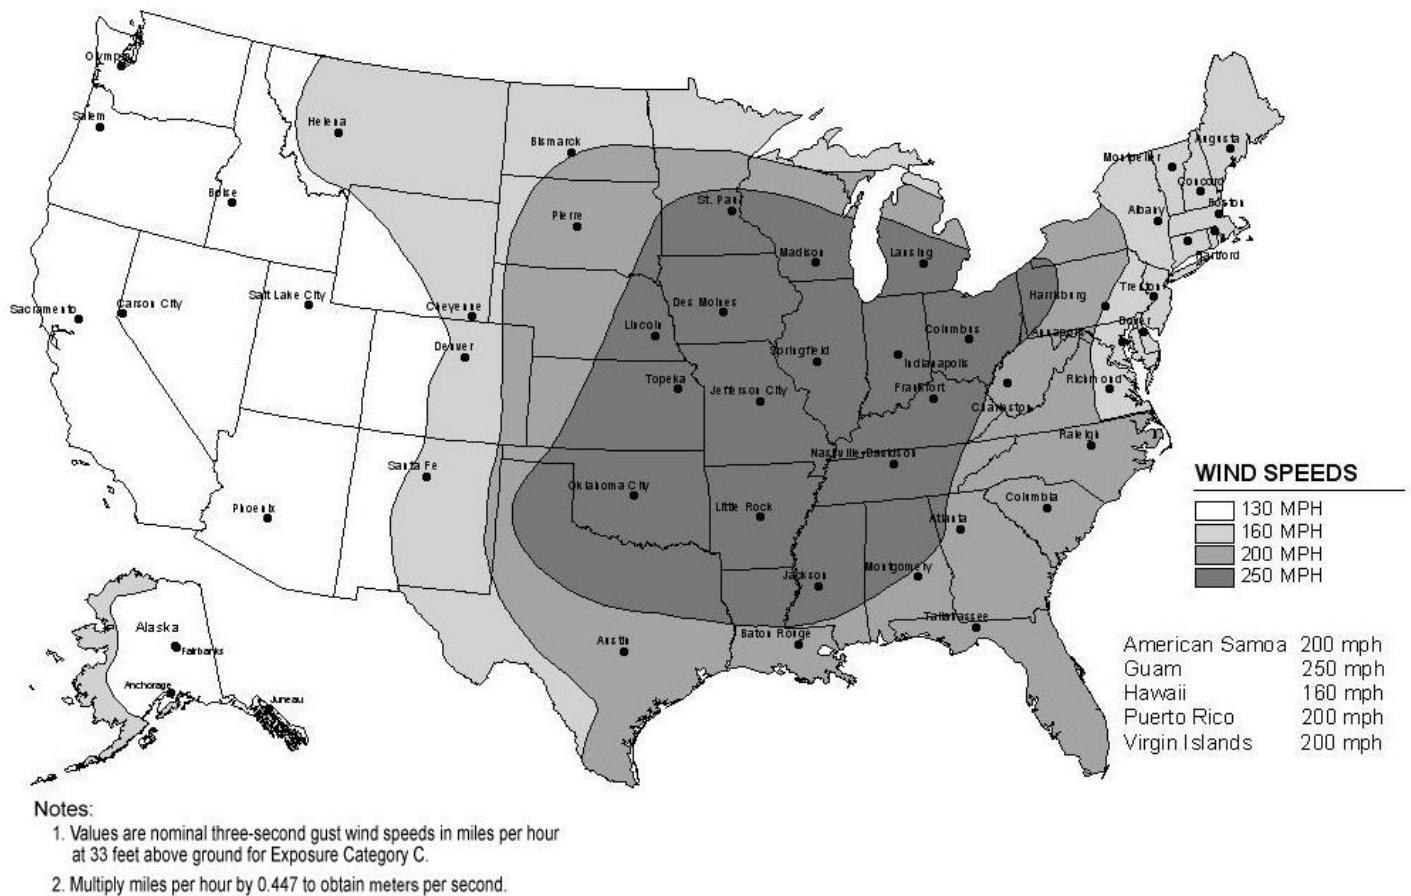 Olympia
Salem
Helena
Bismarck
Boise
Pierre
St. Paul
Augusta
Montpelier
Concord
Boston
Albany
Hartford
Madison
Lansing
Sacramento
Carson City
Salt Lake City
Cheyenne
Denver
Lincoln
Des Moines
Harrisburg
Trenton
Dover
Annapolis
Columbus
Springfield
Indianapolis
Topeka
Jefferson City
Frankfort
Charleston
Richmond
Raleigh
Nashville-Davidson
Santa Fe
Phoenix
Oklahoma City
Little Rock
Columbia
Atlanta
Jackson
Montgomery
Tallahassee
Austin
Baton Rouge
Alaska
Fairbanks
Anchorage
Juneau
WIND SPEEDS
130 MPH
160 MPH
200 MPH
250 MPH
American Samoa 200 mph
Guam 250 mph
Hawaii 160 mph
Puerto Rico 200 mph
Virgin Islands 200 mph
Notes:
1. Values are nominal three-second gust wind speeds in miles per hour
at 33 feet above ground for Exposure Category C.
2. Multiply miles per hour by 0.447 to obtain meters per second.